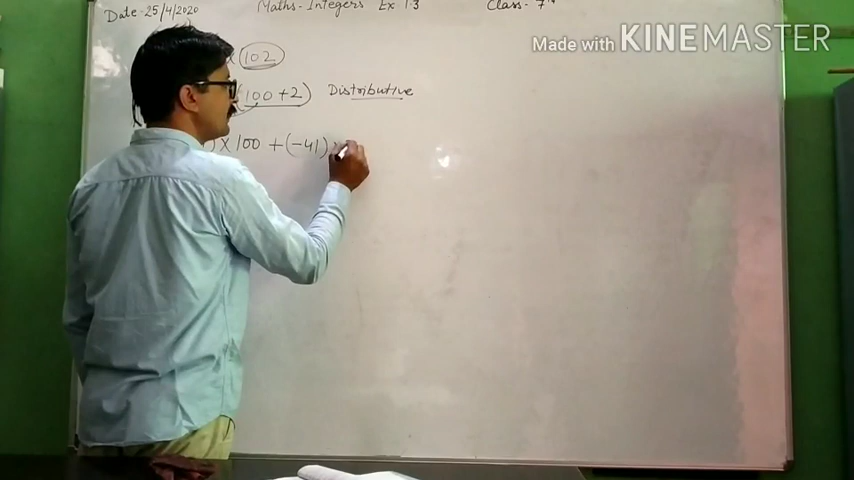 Date-25/4/2020 Maths-Integers Ex 1.3 Class- 7th
Made with KINEMASTER
102
(100+2) Distributive
) × 100 + (-41)